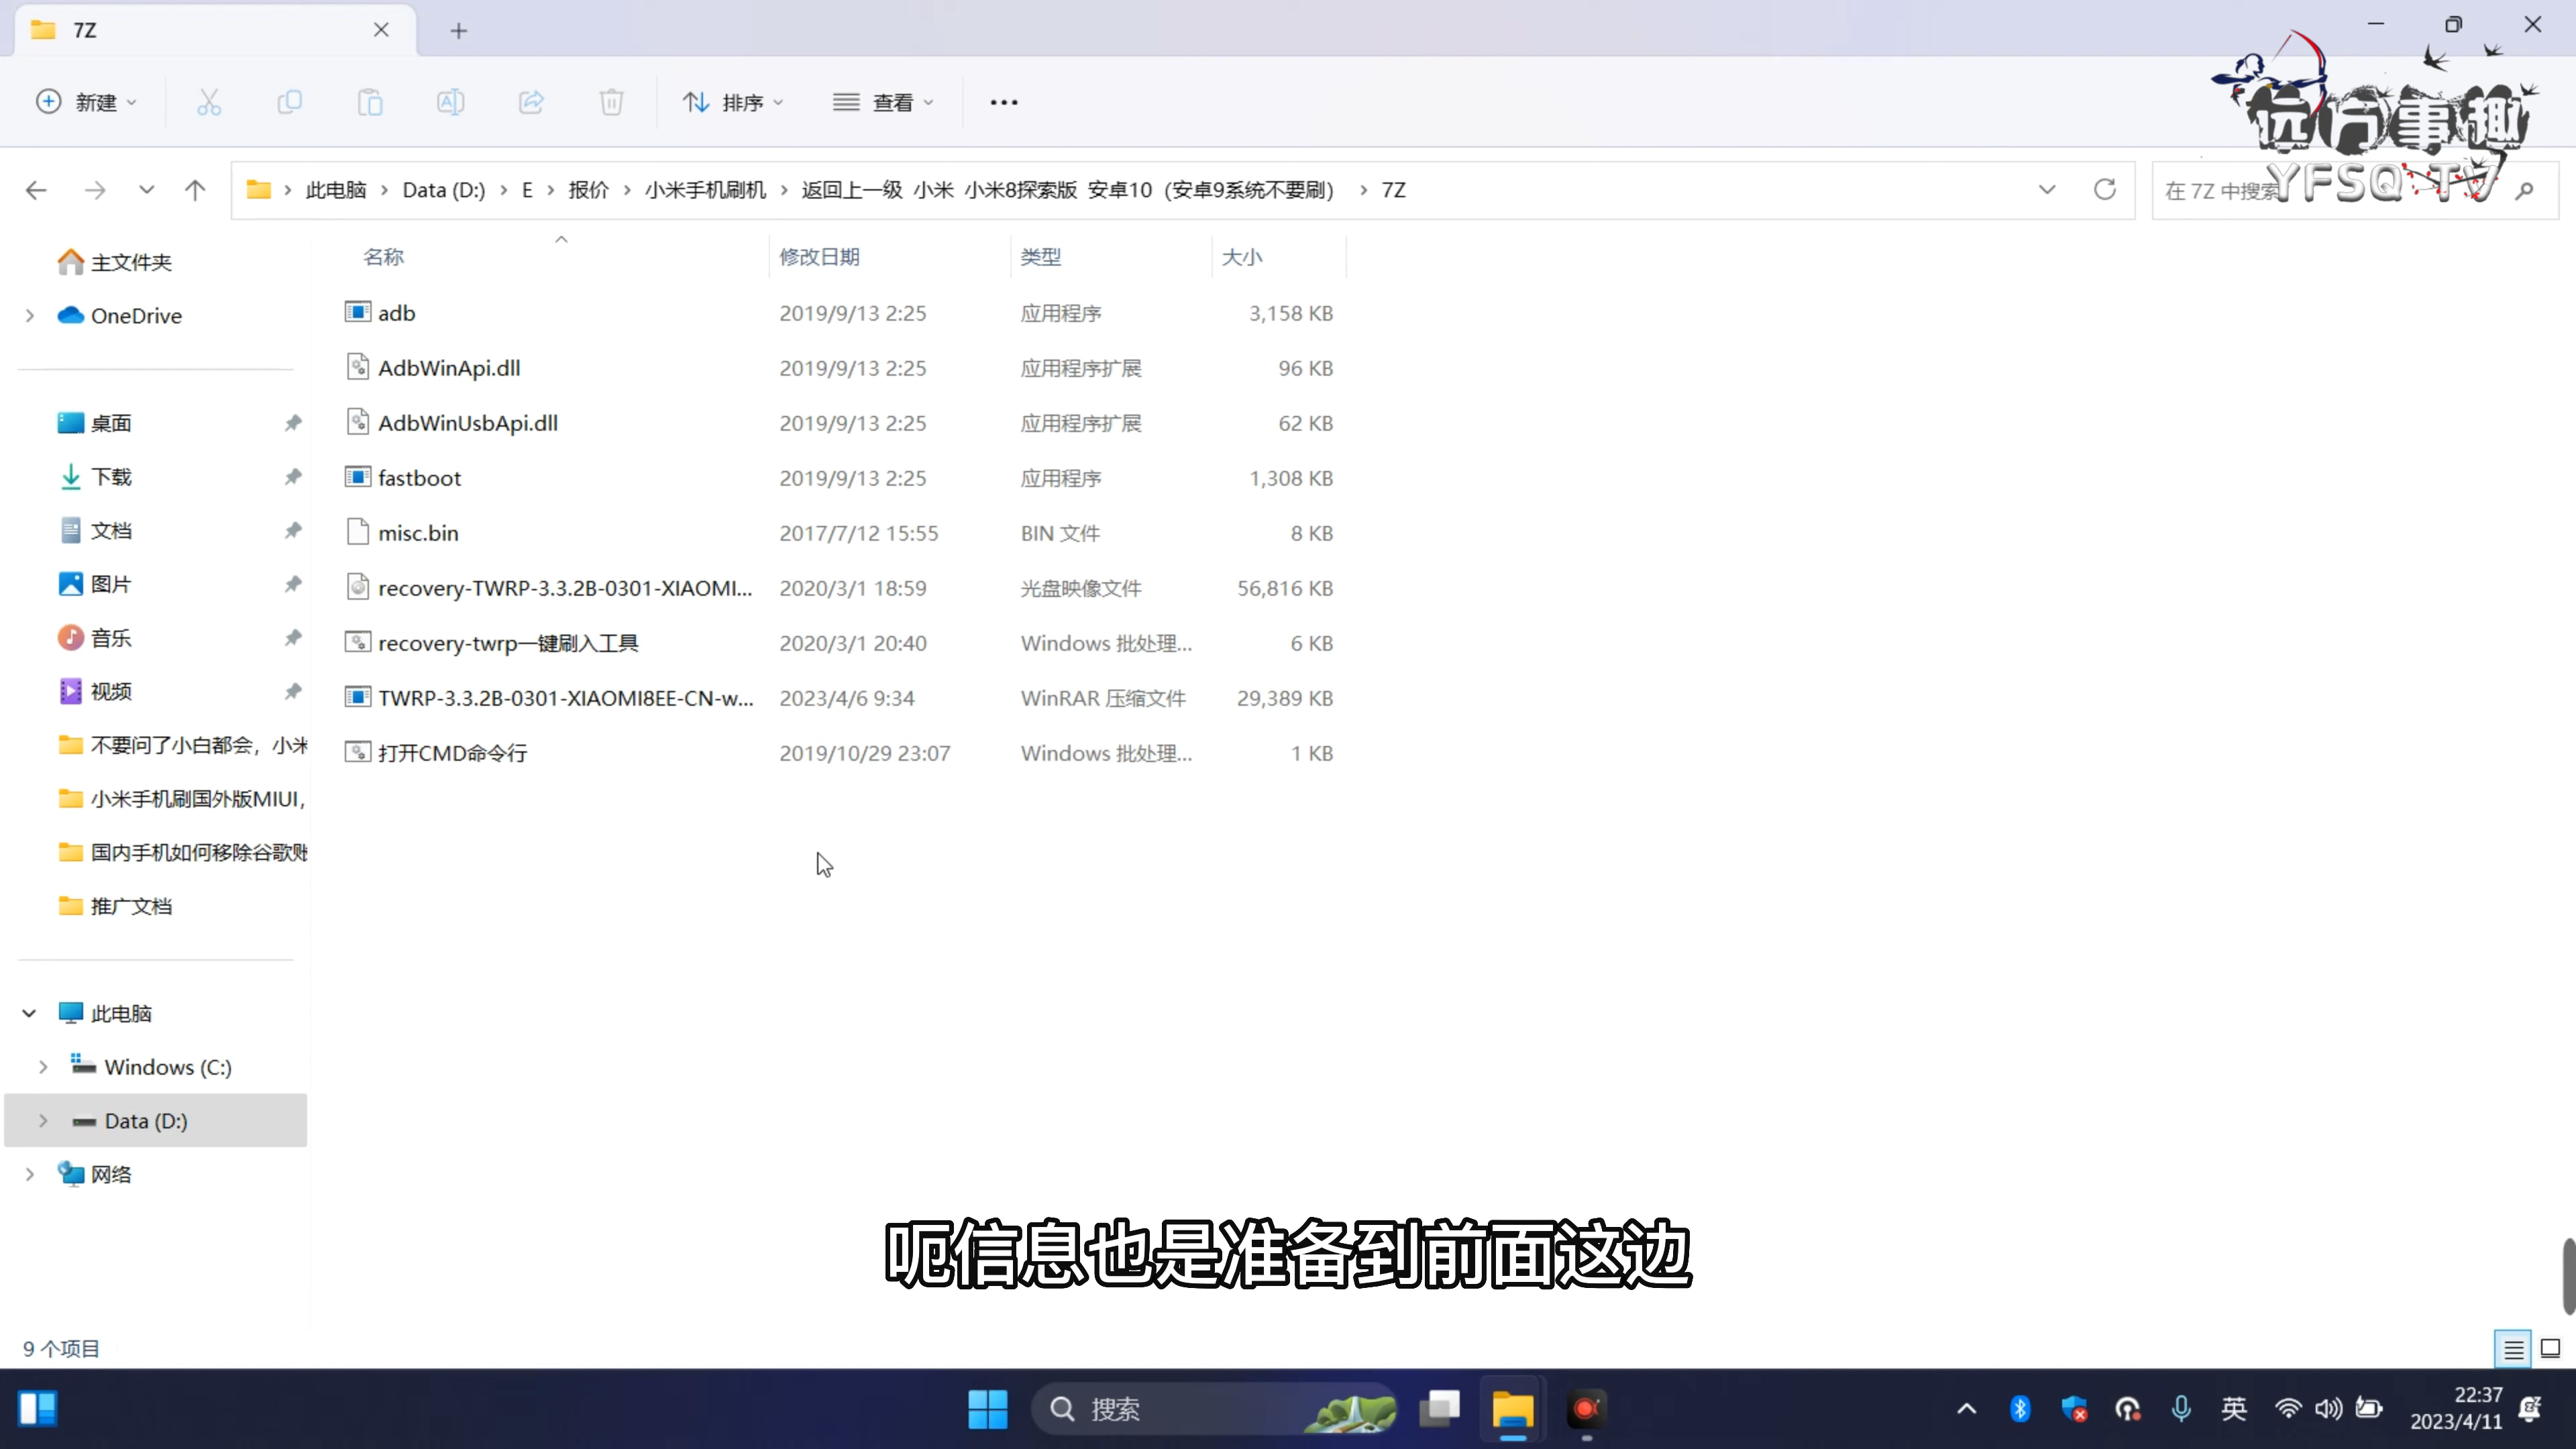 7Z
新建
排序
查看
远方事趣
YFSQ TV
此电脑 Data (D:) E 报价 小米手机刷机 返回上一级 小米 小米8探索版 安卓10 (安卓9系统不要刷) 7Z
在 7Z 中搜索
主文件夹
OneDrive
桌面
下载
文档
图片
音乐
视频
不要问了小白都会，小米
小米手机刷国外版MIUI，
国内手机如何移除谷歌账
推广文档
此电脑
Windows (C:)
Data (D:)
网络
名称 修改日期 类型 大小
adb 2019/9/13 2:25 应用程序 3,158 KB
AdbWinApi.dll 2019/9/13 2:25 应用程序扩展 96 KB
AdbWinUsbApi.dll 2019/9/13 2:25 应用程序扩展 62 KB
fastboot 2019/9/13 2:25 应用程序 1,308 KB
misc.bin 2017/7/12 15:55 BIN 文件 8 KB
recovery-TWRP-3.3.2B-0301-XIAOMI... 2020/3/1 18:59 光盘映像文件 56,816 KB
recovery-twrp一键刷入工具 2020/3/1 20:40 Windows 批处理... 6 KB
TWRP-3.3.2B-0301-XIAOMI8EE-CN-w... 2023/4/6 9:34 WinRAR 压缩文件 29,389 KB
打开CMD命令行 2019/10/29 23:07 Windows 批处理... 1 KB
呃信息也是准备到前面这边
9 个项目
搜索
英
22:37
2023/4/11